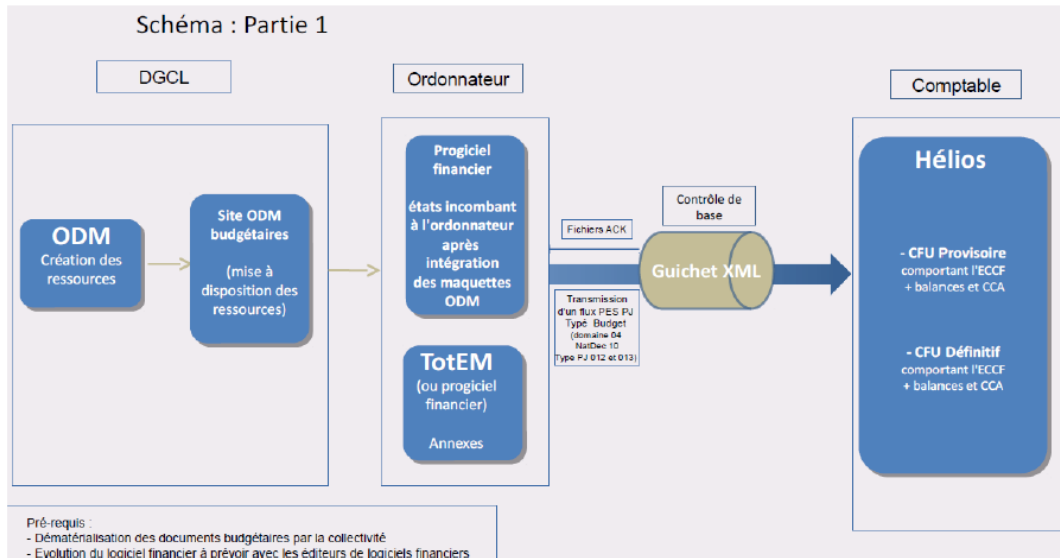 Schéma : Partie 1
DGCL
Ordonnateur
Comptable
ODM
Création des
ressources
Site ODM
budgétaires
(mise à
disposition des
ressources)
Progiciel
financier
états incombant
à l'ordonnateur
après
intégration
des maquettes
ODM
TotEM
(ou progiciel
financier)
Annexes
Fichiers ACK
Transmission
d'un flux PES PJ
Typé Budget
(domaine 04
NatDec 10
Type PJ 012 et 013)
Contrôle de
base
Guichet XML
Hélios
- CFU Provisoire
comportant l'ECCF
+ balances et CCA
- CFU Définitif
comportant l'ECCF
+ balances et CCA
Pré-requis :
- Dématérialisation des documents budgétaires par la collectivité
- Evolution du logiciel financier à prévoir avec les éditeurs de logiciels financiers